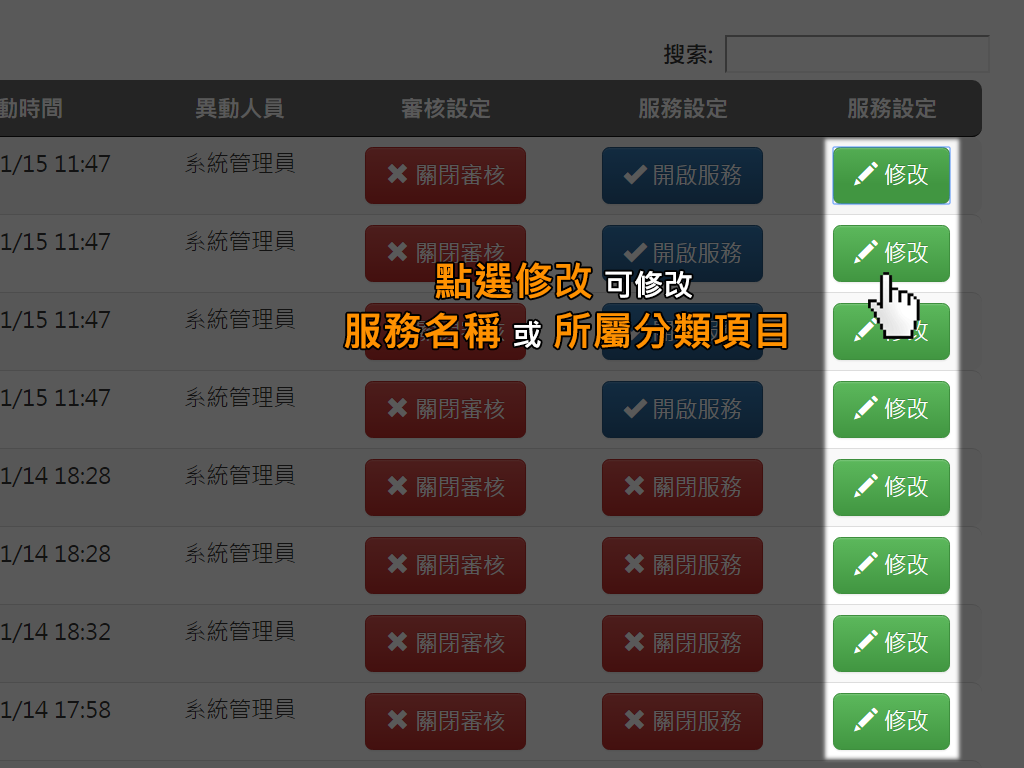 搜索:
動時間 異動人員 審核設定 服務設定 服務設定
1/15 11:47 系統管理員 關閉審核 開啟服務 修改
1/15 11:47 系統管理員 關閉審核 開啟服務 修改
點選修改 可修改
1/15 11:47 系統管理員 改
服務名稱 或 所屬分類項目
1/15 11:47 系統管理員 關閉審核 開啟服務 修改
1/14 18:28 系統管理員 關閉審核 關閉服務 修改
1/14 18:28 系統管理員 關閉審核 關閉服務 修改
1/14 18:32 系統管理員 關閉審核 關閉服務 修改
1/14 17:58 系統管理員 關閉審核 關閉服務 修改